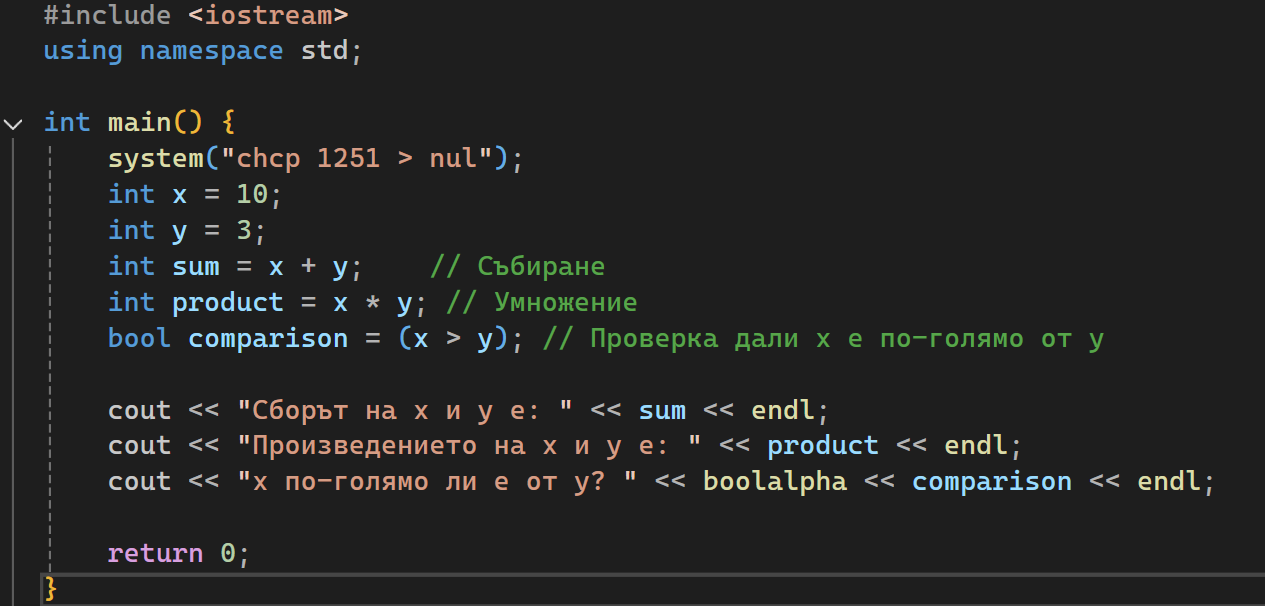 #include <iostream>
using namespace std;
int main() {
system("chcp 1251 > nul");
int x = 10;
int y = 3;
int sum = x + y;    // Събиране
int product = x * y; // Умножение
bool comparison = (x > y); // Проверка дали x е по-голямо от y
cout << "Сборът на x и y е: " << sum << endl;
cout << "Произведението на x и y е: " << product << endl;
cout << "x по-голямо ли е от y? " << boolalpha << comparison << endl;
return 0;
}